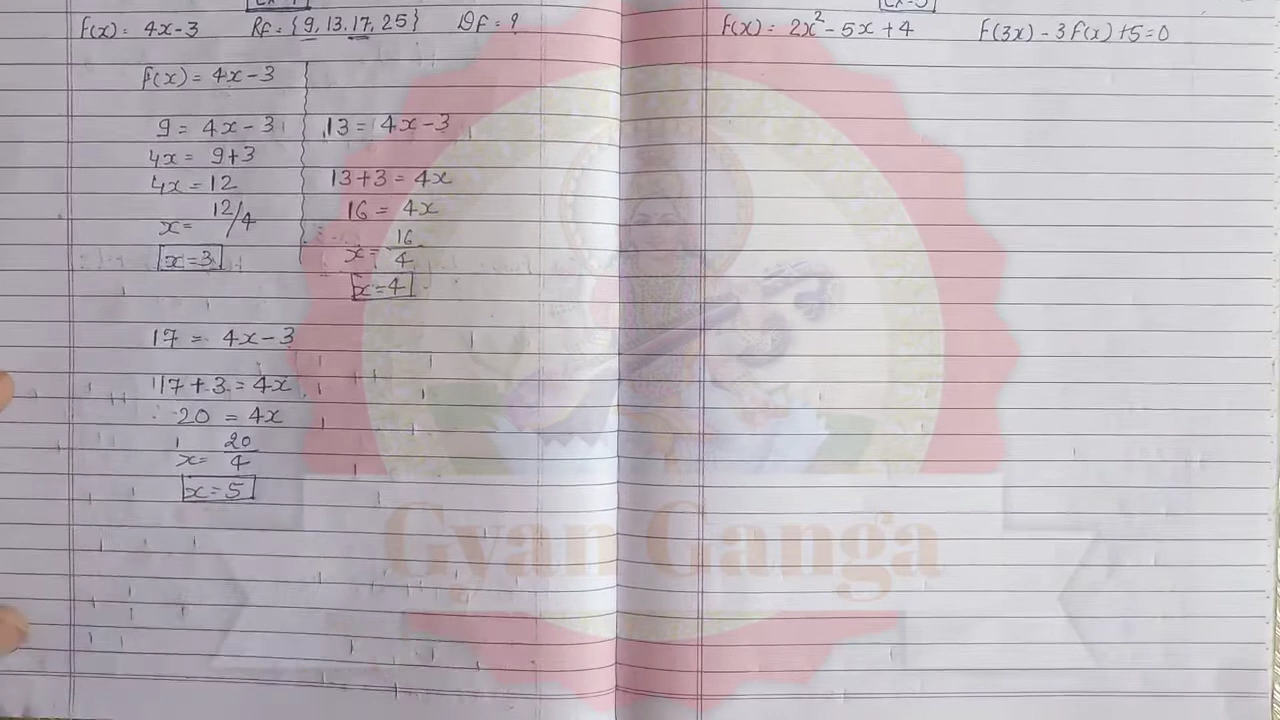 f(x) = 4x-3 Rf = {9, 13, 17, 25} Df = ?
f(x) = 4x-3
9 = 4x-3
4x = 9+3
4x = 12
x = 12/4
x=3
13 = 4x-3
13+3 = 4x
16 = 4x
x = 16/4
x=4
17 = 4x-3
17+3 = 4x
20 = 4x
x = 20/4
x=5
f(x) = 2x²-5x+4 f(3x) - 3f(x) +5=0
Gyan Ganga